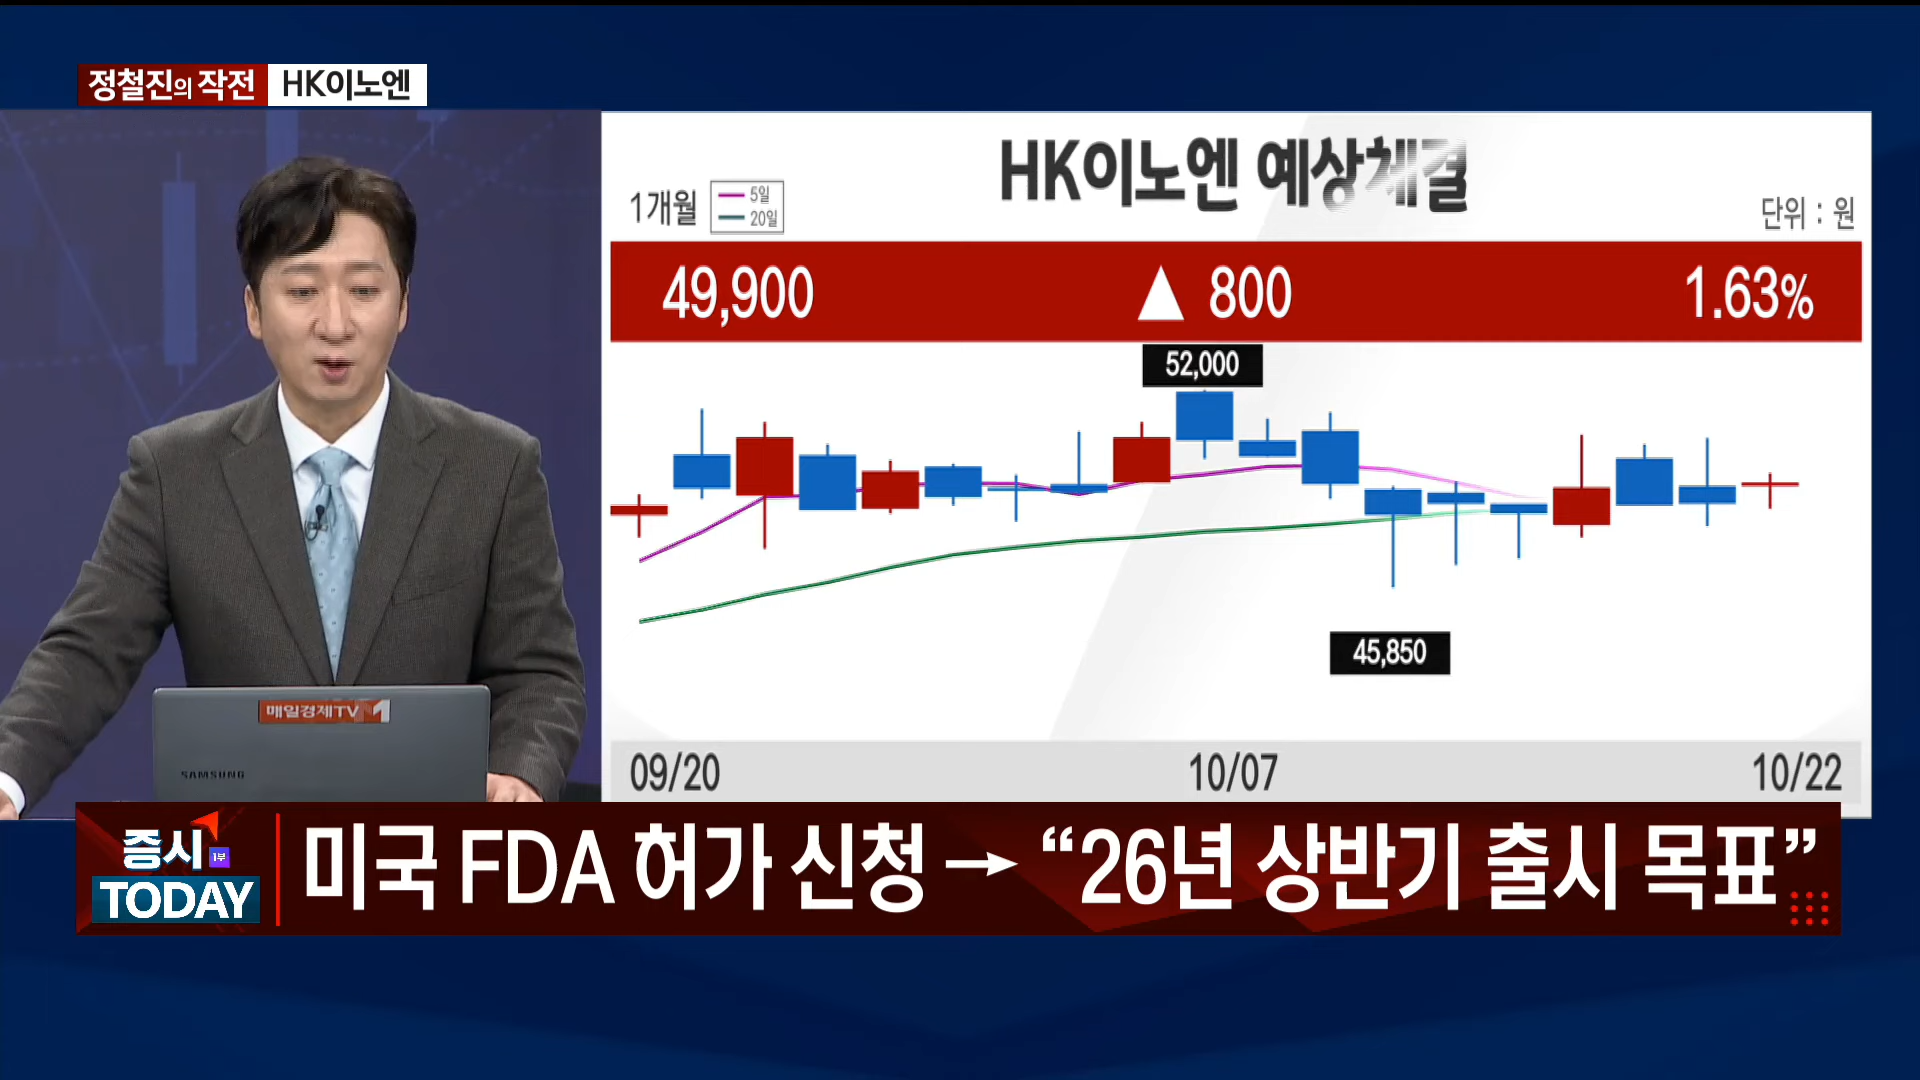 정철진의 작전 HK이노엔
HK이노엔 예상체결
1개월
5일
20일
단위 : 원
49,900 ▲ 800 1.63%
52,000
45,850
09/20 10/07 10/22
매일경제TV
SAMSUNG
증시 1부
TODAY
미국 FDA 허가 신청 → “26년 상반기 출시 목표”